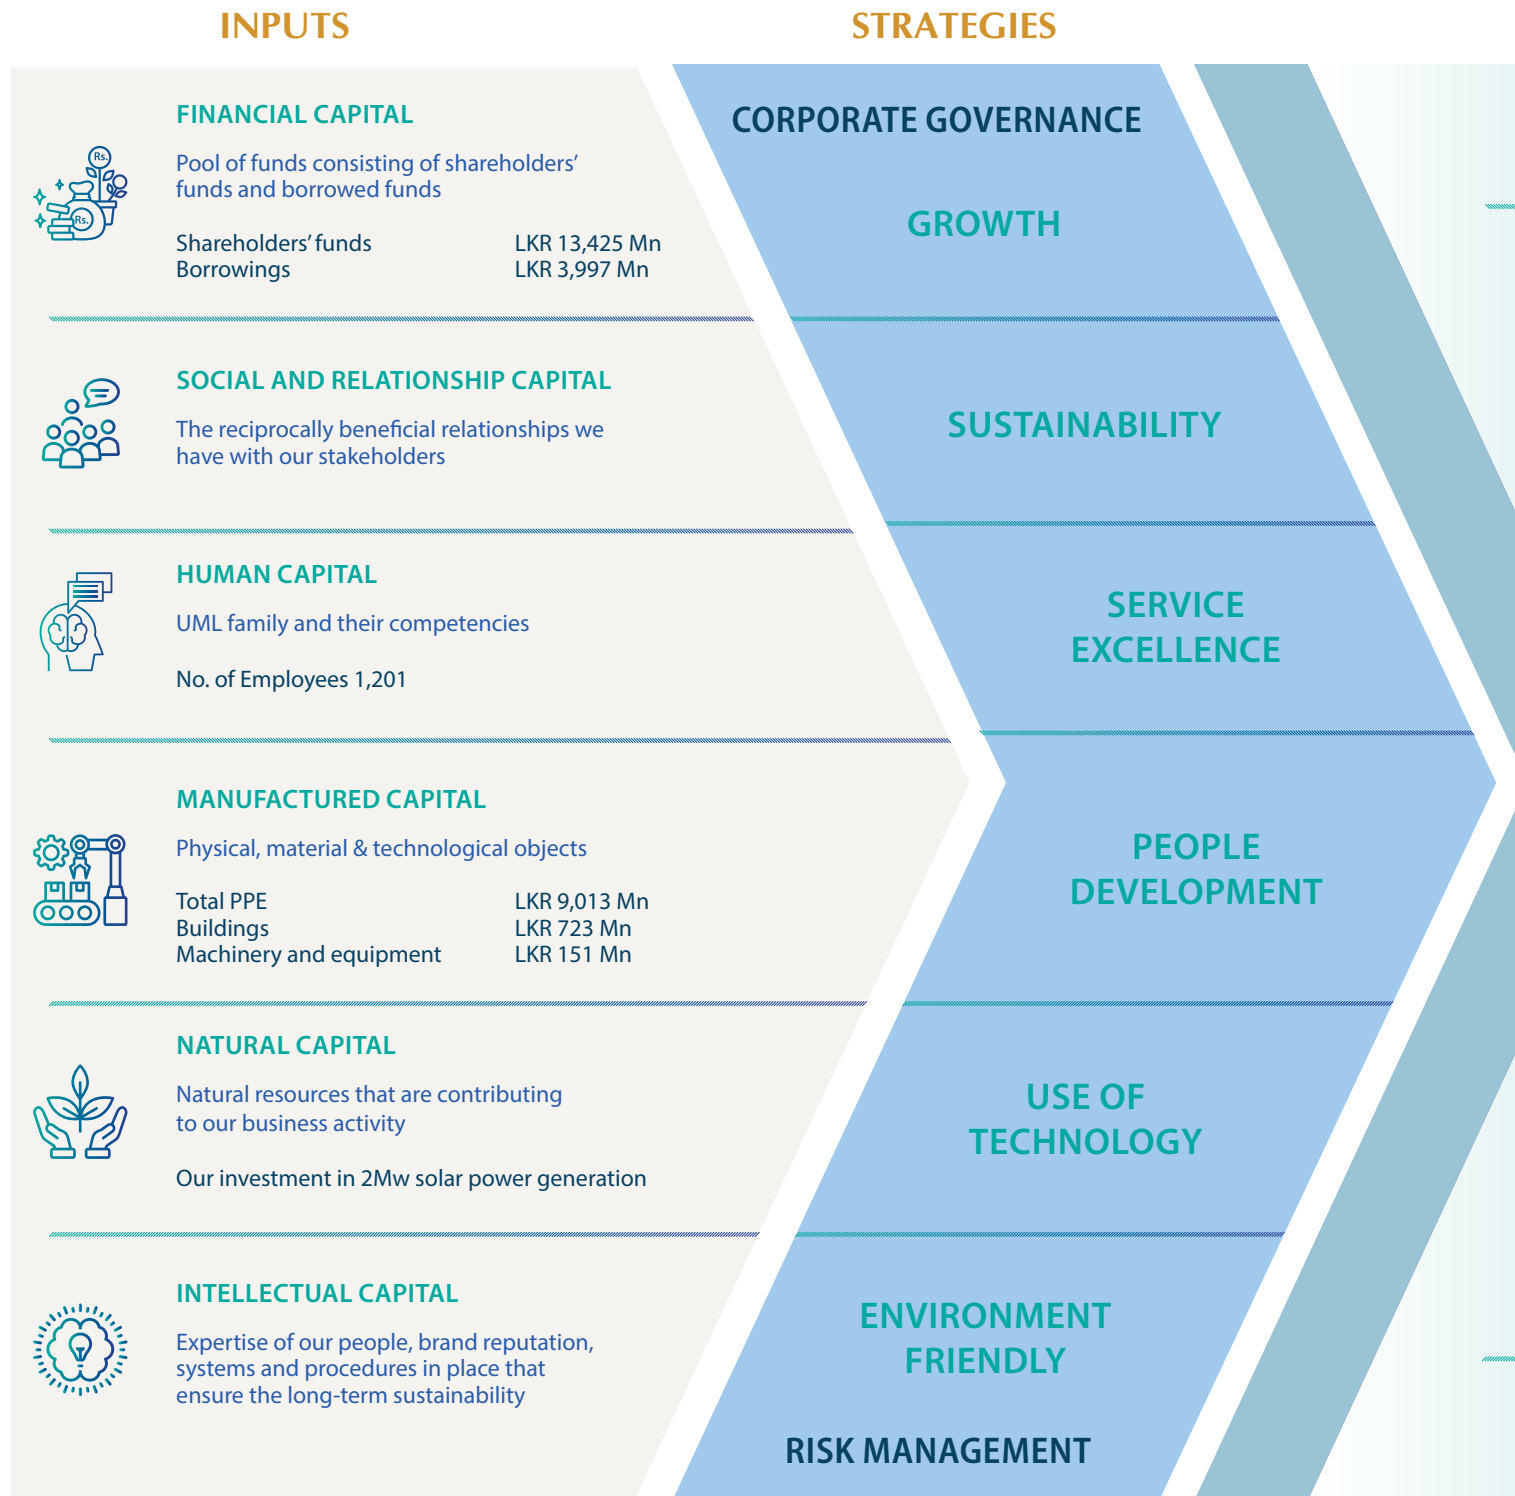 INPUTS
STRATEGIES
FINANCIAL CAPITAL
Rs.
Rs.
Pool of funds consisting of shareholders'
funds and borrowed funds
Shareholders' funds LKR 13,425 Mn
Borrowings LKR 3,997 Mn
SOCIAL AND RELATIONSHIP CAPITAL
The reciprocally beneficial relationships we
have with our stakeholders
HUMAN CAPITAL
UML family and their competencies
No. of Employees 1,201
MANUFACTURED CAPITAL
Physical, material & technological objects
Total PPE LKR 9,013 Mn
Buildings LKR 723 Mn
Machinery and equipment LKR 151 Mn
NATURAL CAPITAL
Natural resources that are contributing
to our business activity
Our investment in 2Mw solar power generation
INTELLECTUAL CAPITAL
Expertise of our people, brand reputation,
systems and procedures in place that
ensure the long-term sustainability
CORPORATE GOVERNANCE
GROWTH
SUSTAINABILITY
SERVICE
EXCELLENCE
PEOPLE
DEVELOPMENT
USE OF
TECHNOLOGY
ENVIRONMENT
FRIENDLY
RISK MANAGEMENT